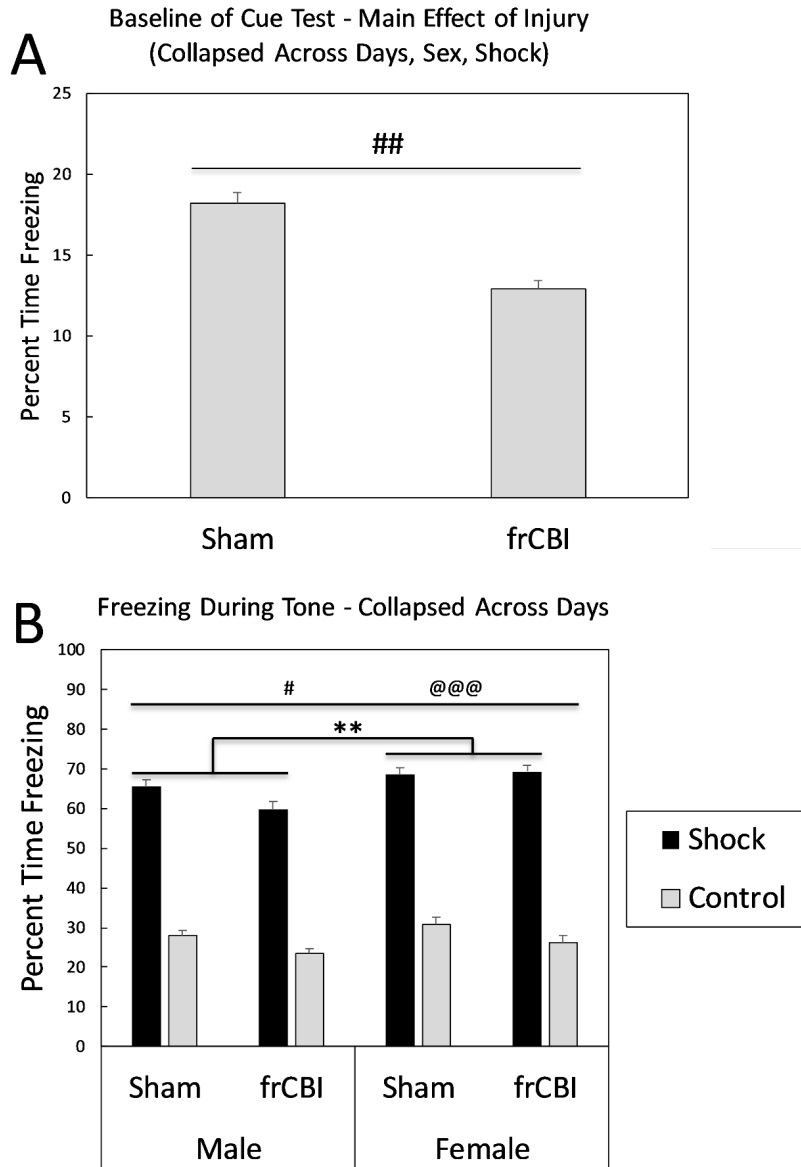 Baseline of Cue Test - Main Effect of Injury
(Collapsed Across Days, Sex, Shock)
A
25
##
20
15
10
5
0
Percent Time Freezing
Sham frCBI
B
Freezing During Tone - Collapsed Across Days
100
90
80
70
60
50
40
30
20
10
0
# @@@
**
Percent Time Freezing
Shock
Control
Sham frCBI Sham frCBI
Male Female